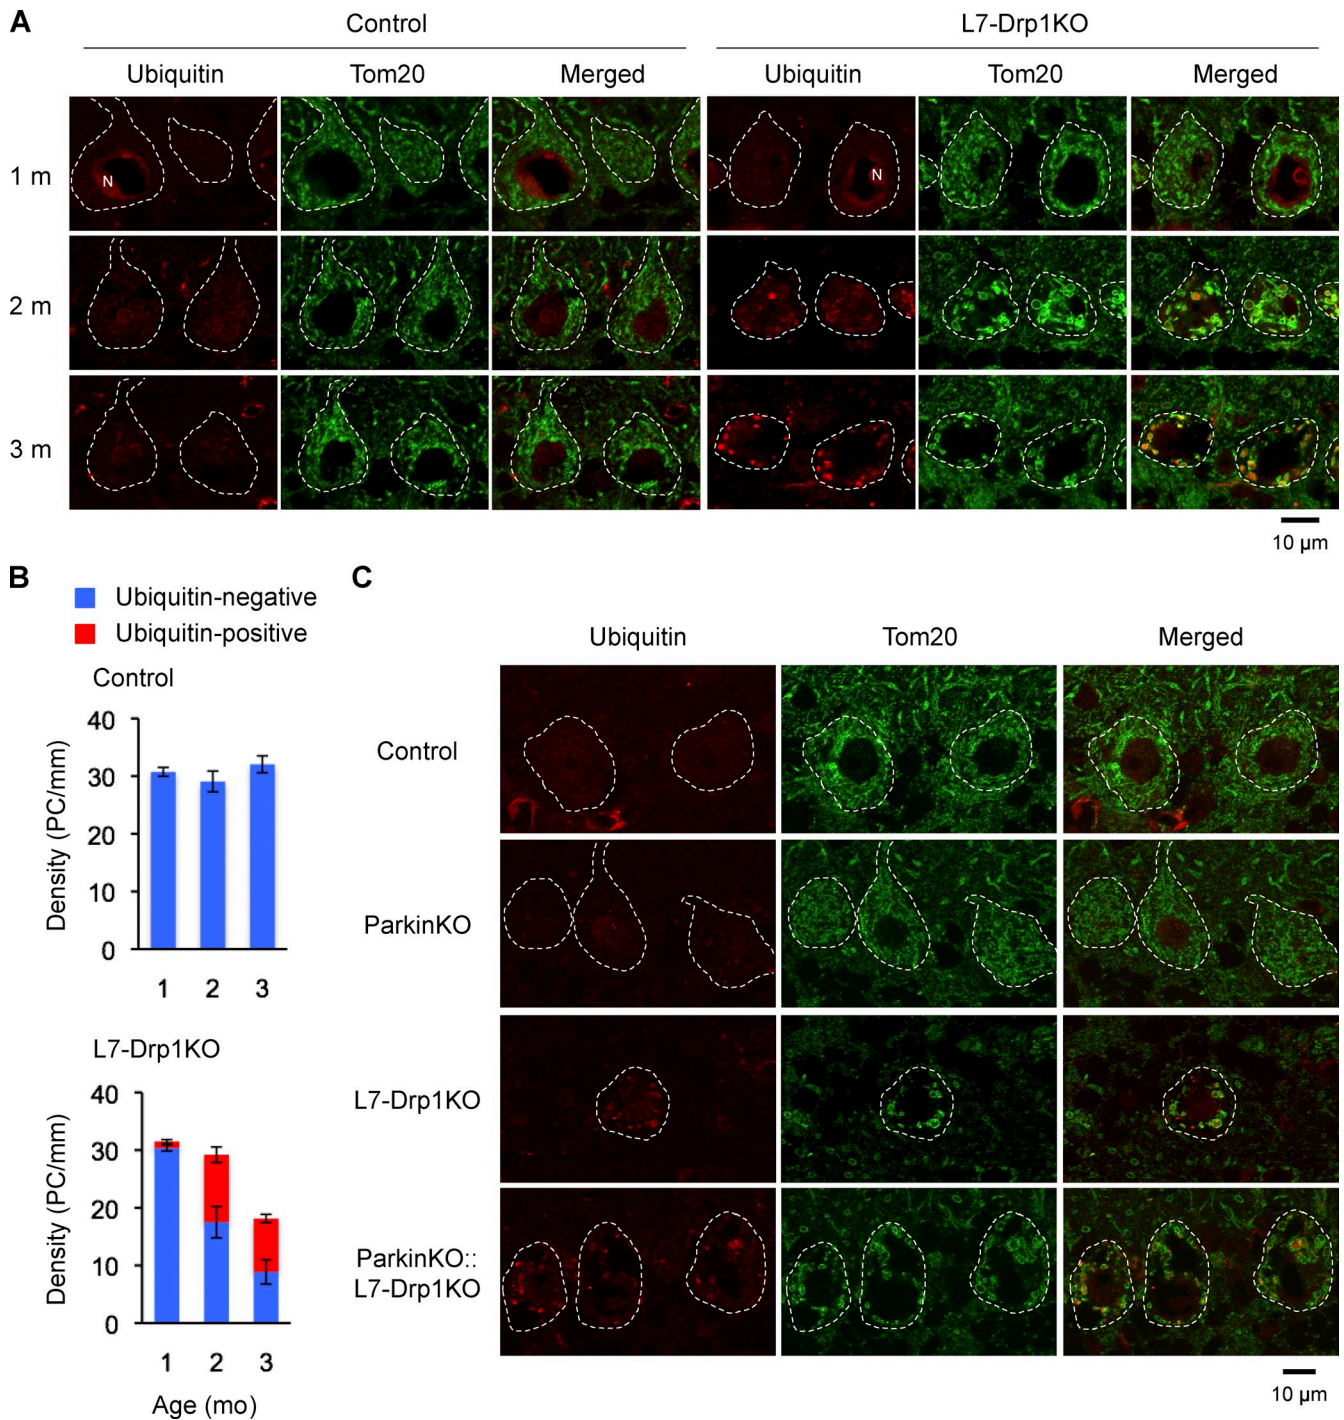 A
Control
L7-Drp1KO
Ubiquitin Tom20 Merged Ubiquitin Tom20 Merged
1 m
N
N
2 m
3 m
10 µm
B
Ubiquitin-negative
Ubiquitin-positive
Control
Density (PC/mm)
40
30
20
10
0
1 2 3
L7-Drp1KO
Density (PC/mm)
40
30
20
10
0
1 2 3
Age (mo)
C
Ubiquitin Tom20 Merged
Control
ParkinKO
L7-Drp1KO
ParkinKO::
L7-Drp1KO
10 µm